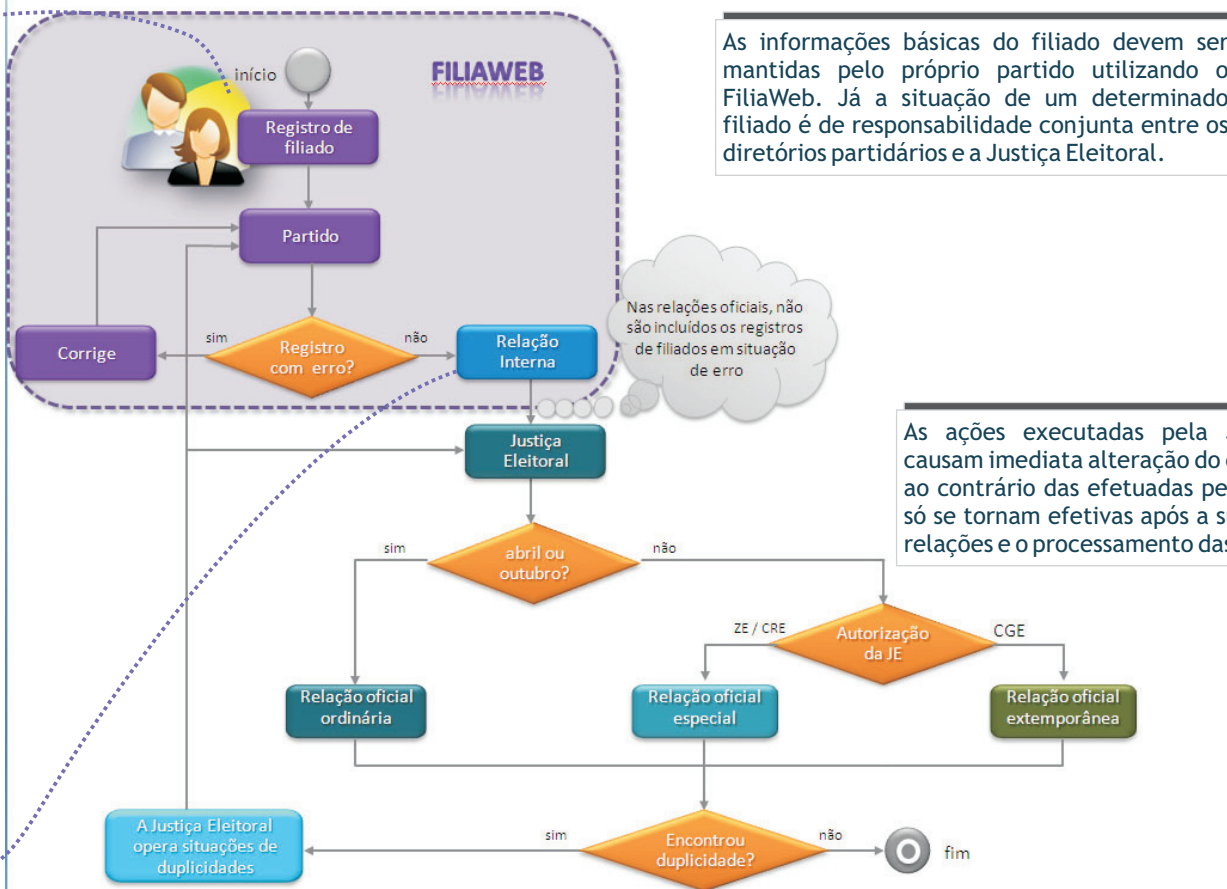 início
FILIAWEB
Registro de
filiado
Partido
Corrige
sim
Registro
com erro?
não
Relação
Interna
Nas relações oficiais, não
são incluídos os registros
de filiados em situação
de erro
As informações básicas do filiado devem ser
mantidas pelo próprio partido utilizando o
FiliaWeb. Já a situação de um determinado
filiado é de responsabilidade conjunta entre os
diretórios partidários e a Justiça Eleitoral.
Justiça
Eleitoral
As ações executadas pela
causam imediata alteração do
ao contrário das efetuadas
só se tornam efetivas após a
relações e o processamento das
sim
abril ou
outubro?
não
ZE / CRE
Autorização
da JE
CGE
Relação oficial
ordinária
Relação oficial
especial
Relação oficial
extemporânea
A Justiça Eleitoral
opera situações de
duplicidades
sim
Encontrou
duplicidade?
não
fim